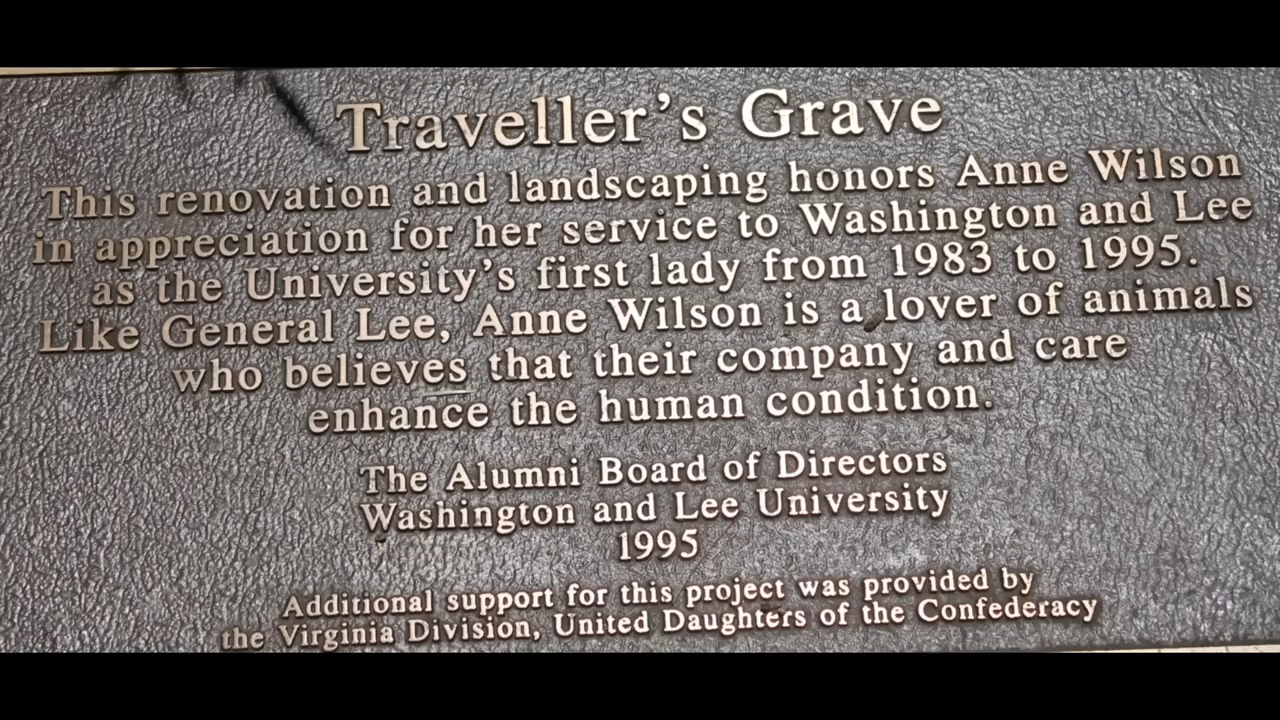 Traveller's Grave
This renovation and landscaping honors Anne Wilson
in appreciation for her service to Washington and Lee
as the University's first lady from 1983 to 1995.
Like General Lee, Anne Wilson is a lover of animals
who believes that their company and care
enhance the human condition.
The Alumni Board of Directors
Washington and Lee University
1995
Additional support for this project was provided by
the Virginia Division, United Daughters of the Confederacy